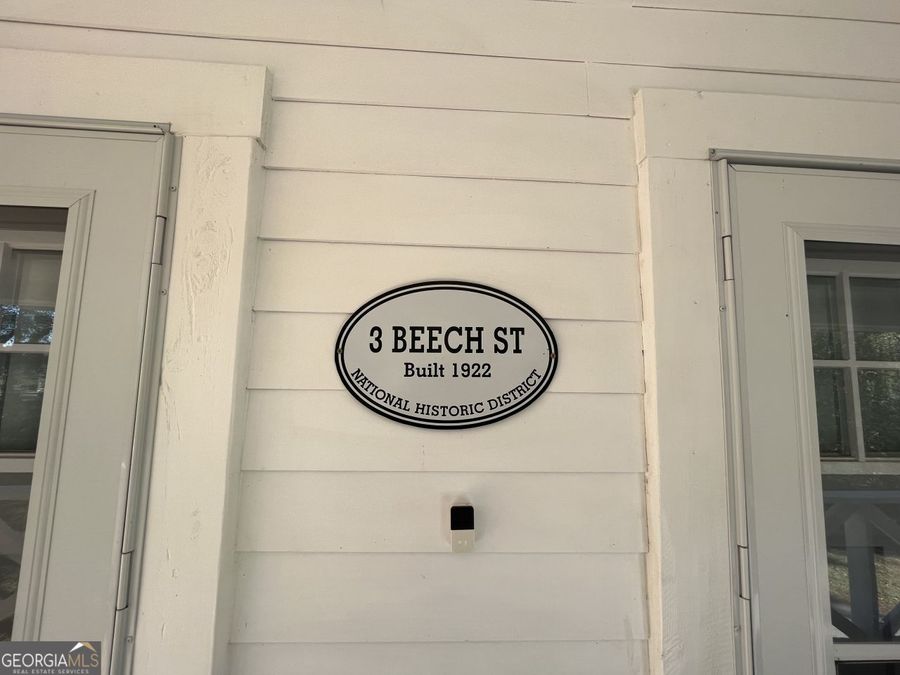 3 BEECH ST
Built 1922
NATIONAL HISTORIC DISTRICT
GEORGIAMLS
REAL ESTATE SERVICES